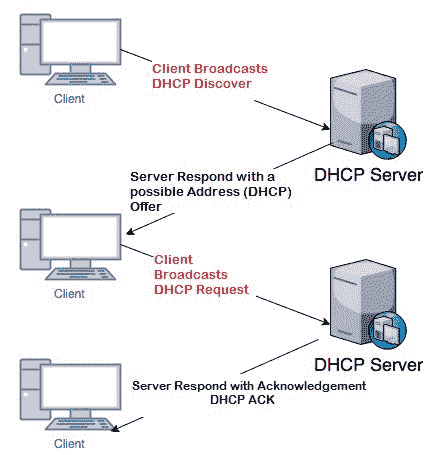 Client Broadcasts
DHCP Discover
Client
DHCP Server
Server Respond with a
possible Address (DHCP)
Offer
Client
Broadcasts
DHCP Request
Client
DHCP Server
Server Respond with Acknowledgement
DHCP ACK
Client